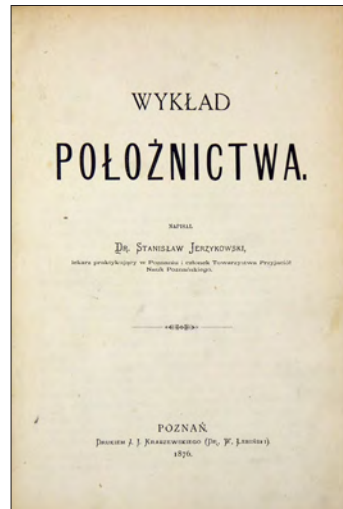 WYKŁAD
POŁOŻNICTWA.
NAPISAŁ
DR. STANISŁAW JERZYKOWSKI,
lekarz praktykujący w Poznaniu i członek Towarzystwa Przyjaciół
Nauk Poznańskiego.
POZNAŃ.
DRUKIEM J. I. KRASZEWSKIEGO (DR. W. ŁEBIŃSKI).
1876.